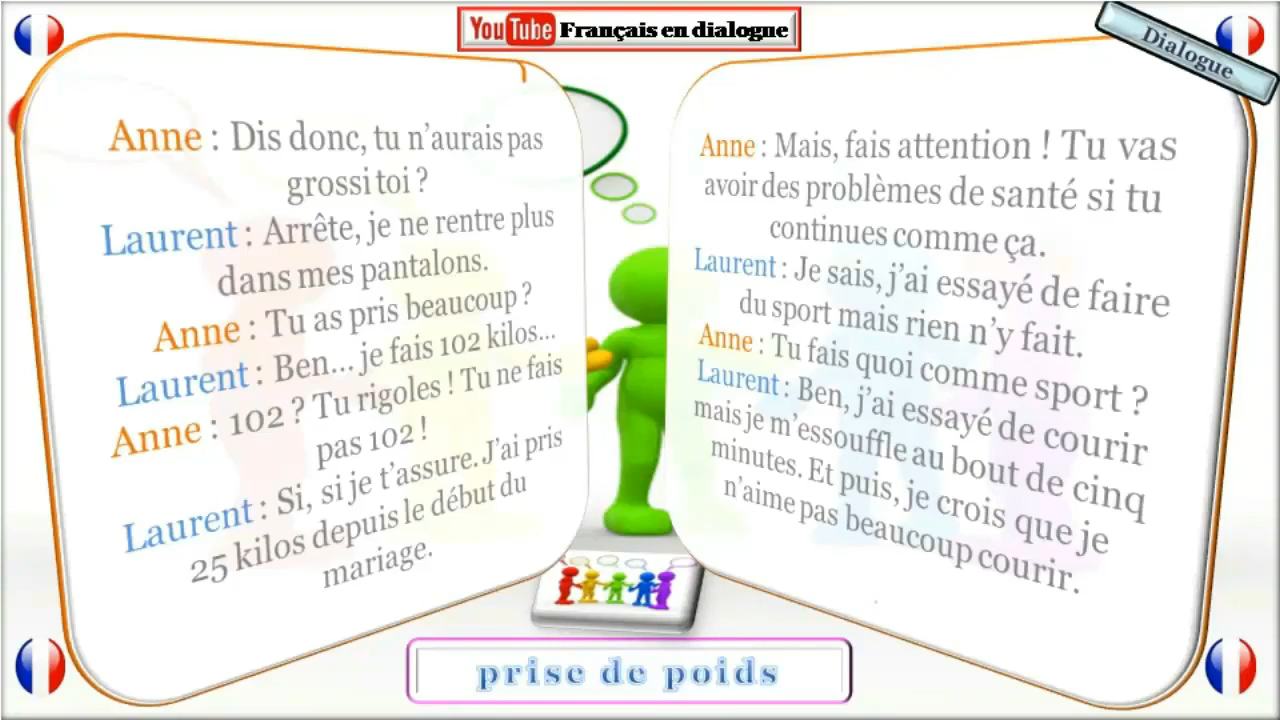 YouTube Français en dialogue
Dialogue
Anne : Dis donc, tu n'aurais pas
grossi toi ?
Laurent : Arrête, je ne rentre plus
dans mes pantalons.
Anne : Tu as pris beaucoup ?
Laurent : Ben... je fais 102 kilos...
Anne : 102 ? Tu rigoles ! Tu ne fais
pas 102 !
Laurent : Si, si je t'assure. J'ai pris
25 kilos depuis le début du
mariage.
Anne : Mais, fais attention ! Tu vas
avoir des problèmes de santé si tu
continues comme ça.
Laurent : Je sais, j'ai essayé de faire
du sport mais rien n'y fait.
Anne : Tu fais quoi comme sport ?
Laurent : Ben, j'ai essayé de courir
mais je m'essouffle au bout de cinq
minutes. Et puis, je crois que je
n'aime pas beaucoup courir.
prise de poids